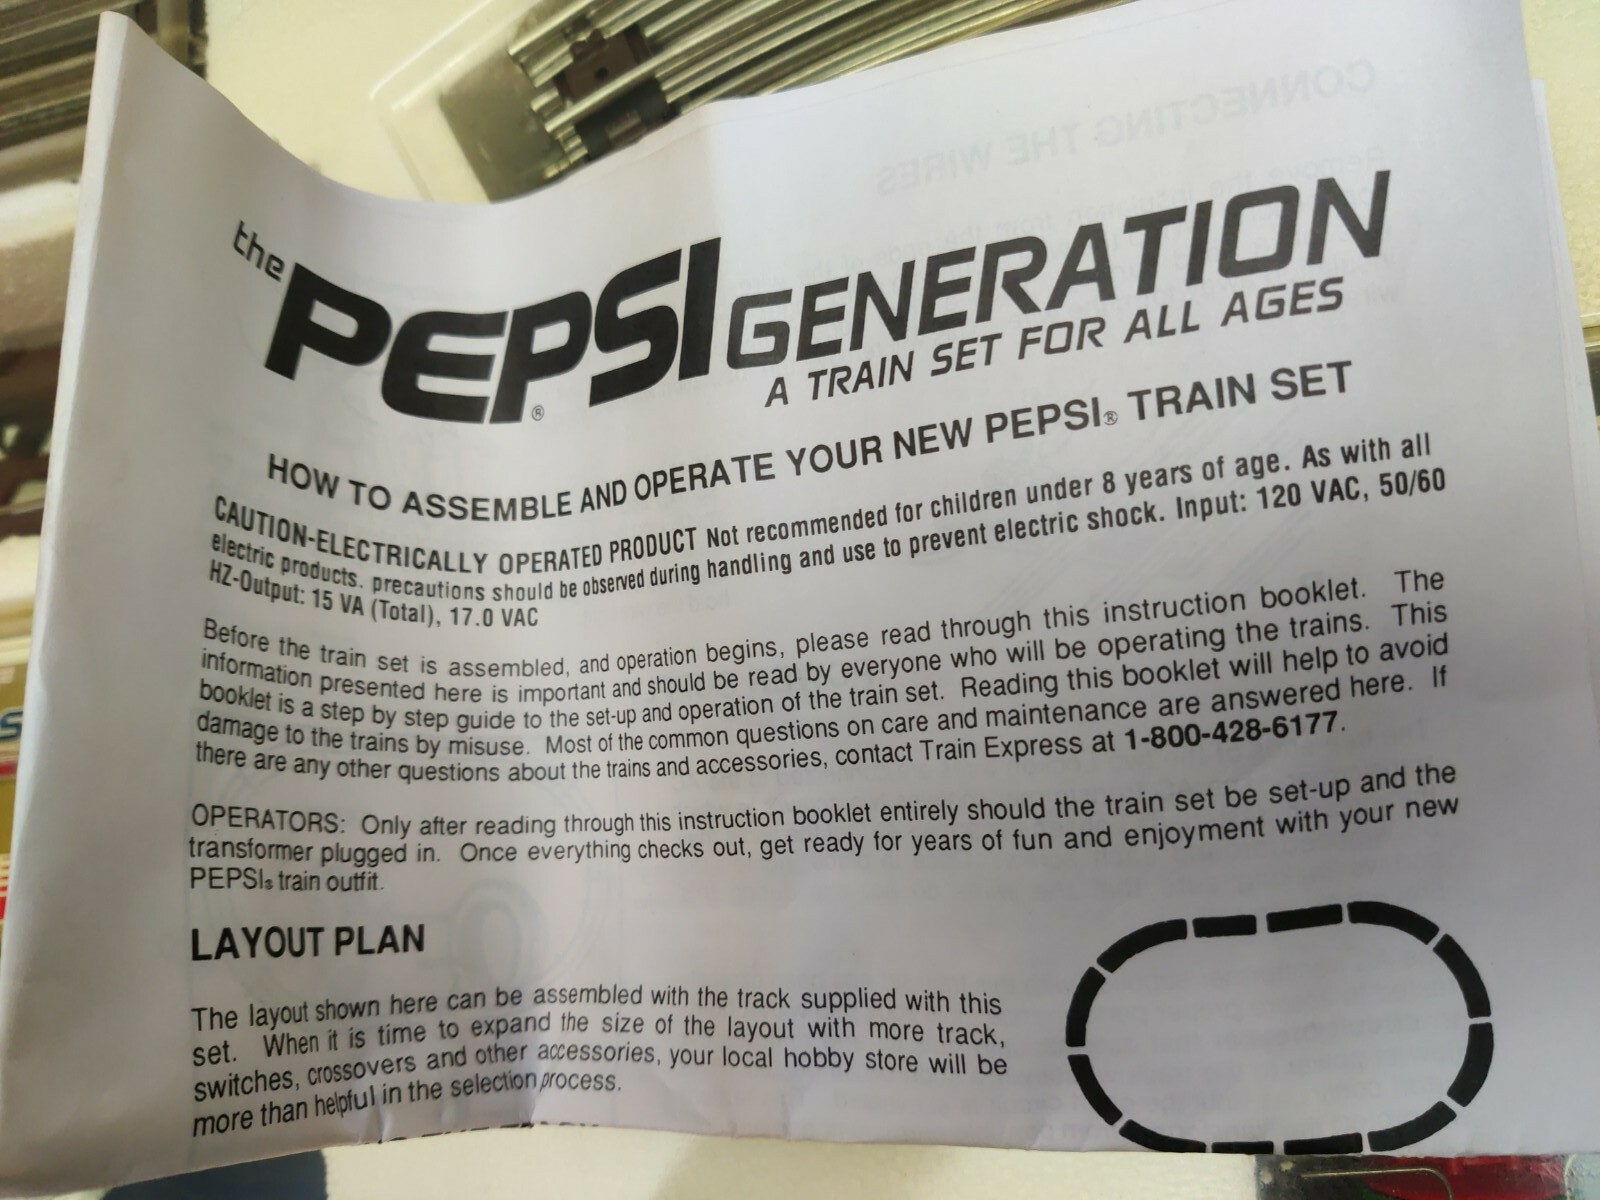 the PEPSI® GENERATION
A TRAIN SET FOR ALL AGES
HOW TO ASSEMBLE AND OPERATE YOUR NEW PEPSI® TRAIN SET
CAUTION-ELECTRICALLY OPERATED PRODUCT Not recommended for children under 8 years of age. As with all
electric products. precautions should be observed during handling and use to prevent electric shock. Input: 120 VAC, 50/60
HZ-Output: 15 VA (Total), 17.0 VAC
Before the train set is assembled, and operation begins, please read through this instruction booklet. The
information presented here is important and should be read by everyone who will be operating the trains. This
booklet is a step by step guide to the set-up and operation of the train set. Reading this booklet will help to avoid
damage to the trains by misuse. Most of the common questions on care and maintenance are answered here. If
there are any other questions about the trains and accessories, contact Train Express at 1-800-428-6177.
OPERATORS: Only after reading through this instruction booklet entirely should the train set be set-up and the
transformer plugged in. Once everything checks out, get ready for years of fun and enjoyment with your new
PEPSI® train outfit.
LAYOUT PLAN
The layout shown here can be assembled with the track supplied with this
set. When it is time to expand the size of the layout with more track,
switches, crossovers and other accessories, your local hobby store will be
more than helpful in the selection process.
CONNECTING THE WIRES